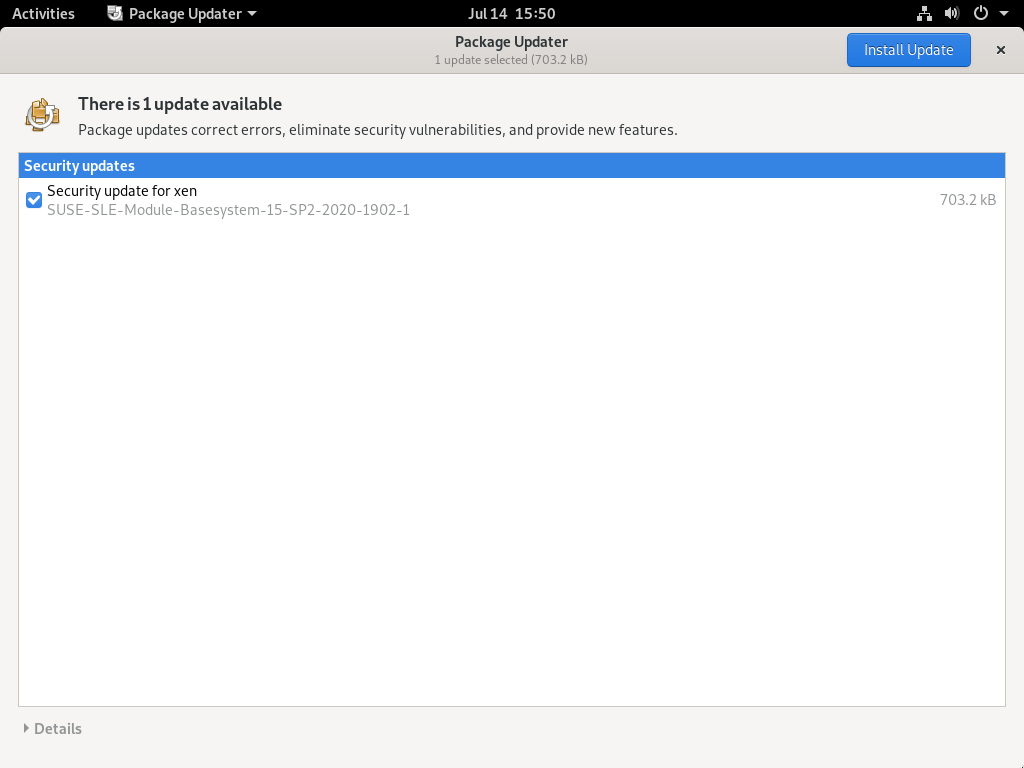 Activities Package Updater Jul 14 15:50
Package Updater
1 update selected (703.2 kB)
Install Update
There is 1 update available
Package updates correct errors, eliminate security vulnerabilities, and provide new features.
Security updates
Security update for xen
SUSE-SLE-Module-Basesystem-15-SP2-2020-1902-1
703.2 kB
Details